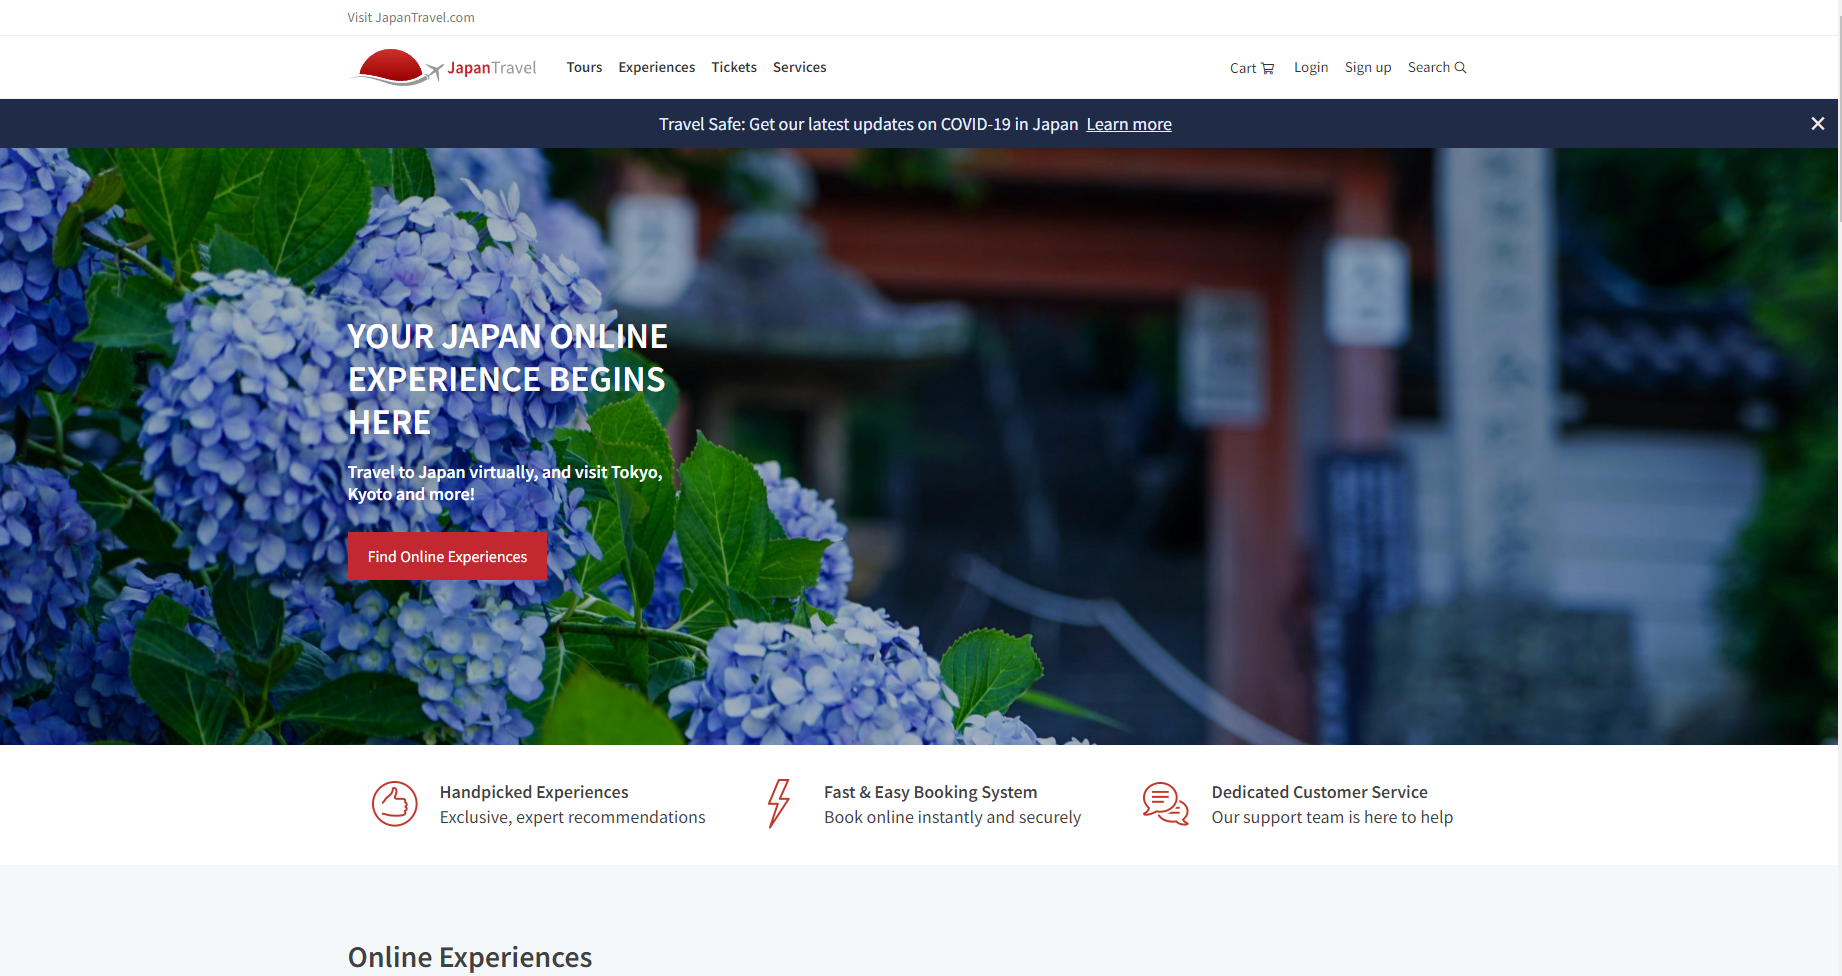 Visit JapanTravel.com
JapanTravel
Tours Experiences Tickets Services
Cart Login Sign up Search
Travel Safe: Get our latest updates on COVID-19 in Japan Learn more
YOUR JAPAN ONLINE
EXPERIENCE BEGINS
HERE
Travel to Japan virtually, and visit Tokyo,
Kyoto and more!
Find Online Experiences
Handpicked Experiences
Exclusive, expert recommendations
Fast & Easy Booking System
Book online instantly and securely
Dedicated Customer Service
Our support team is here to help
Online Experiences